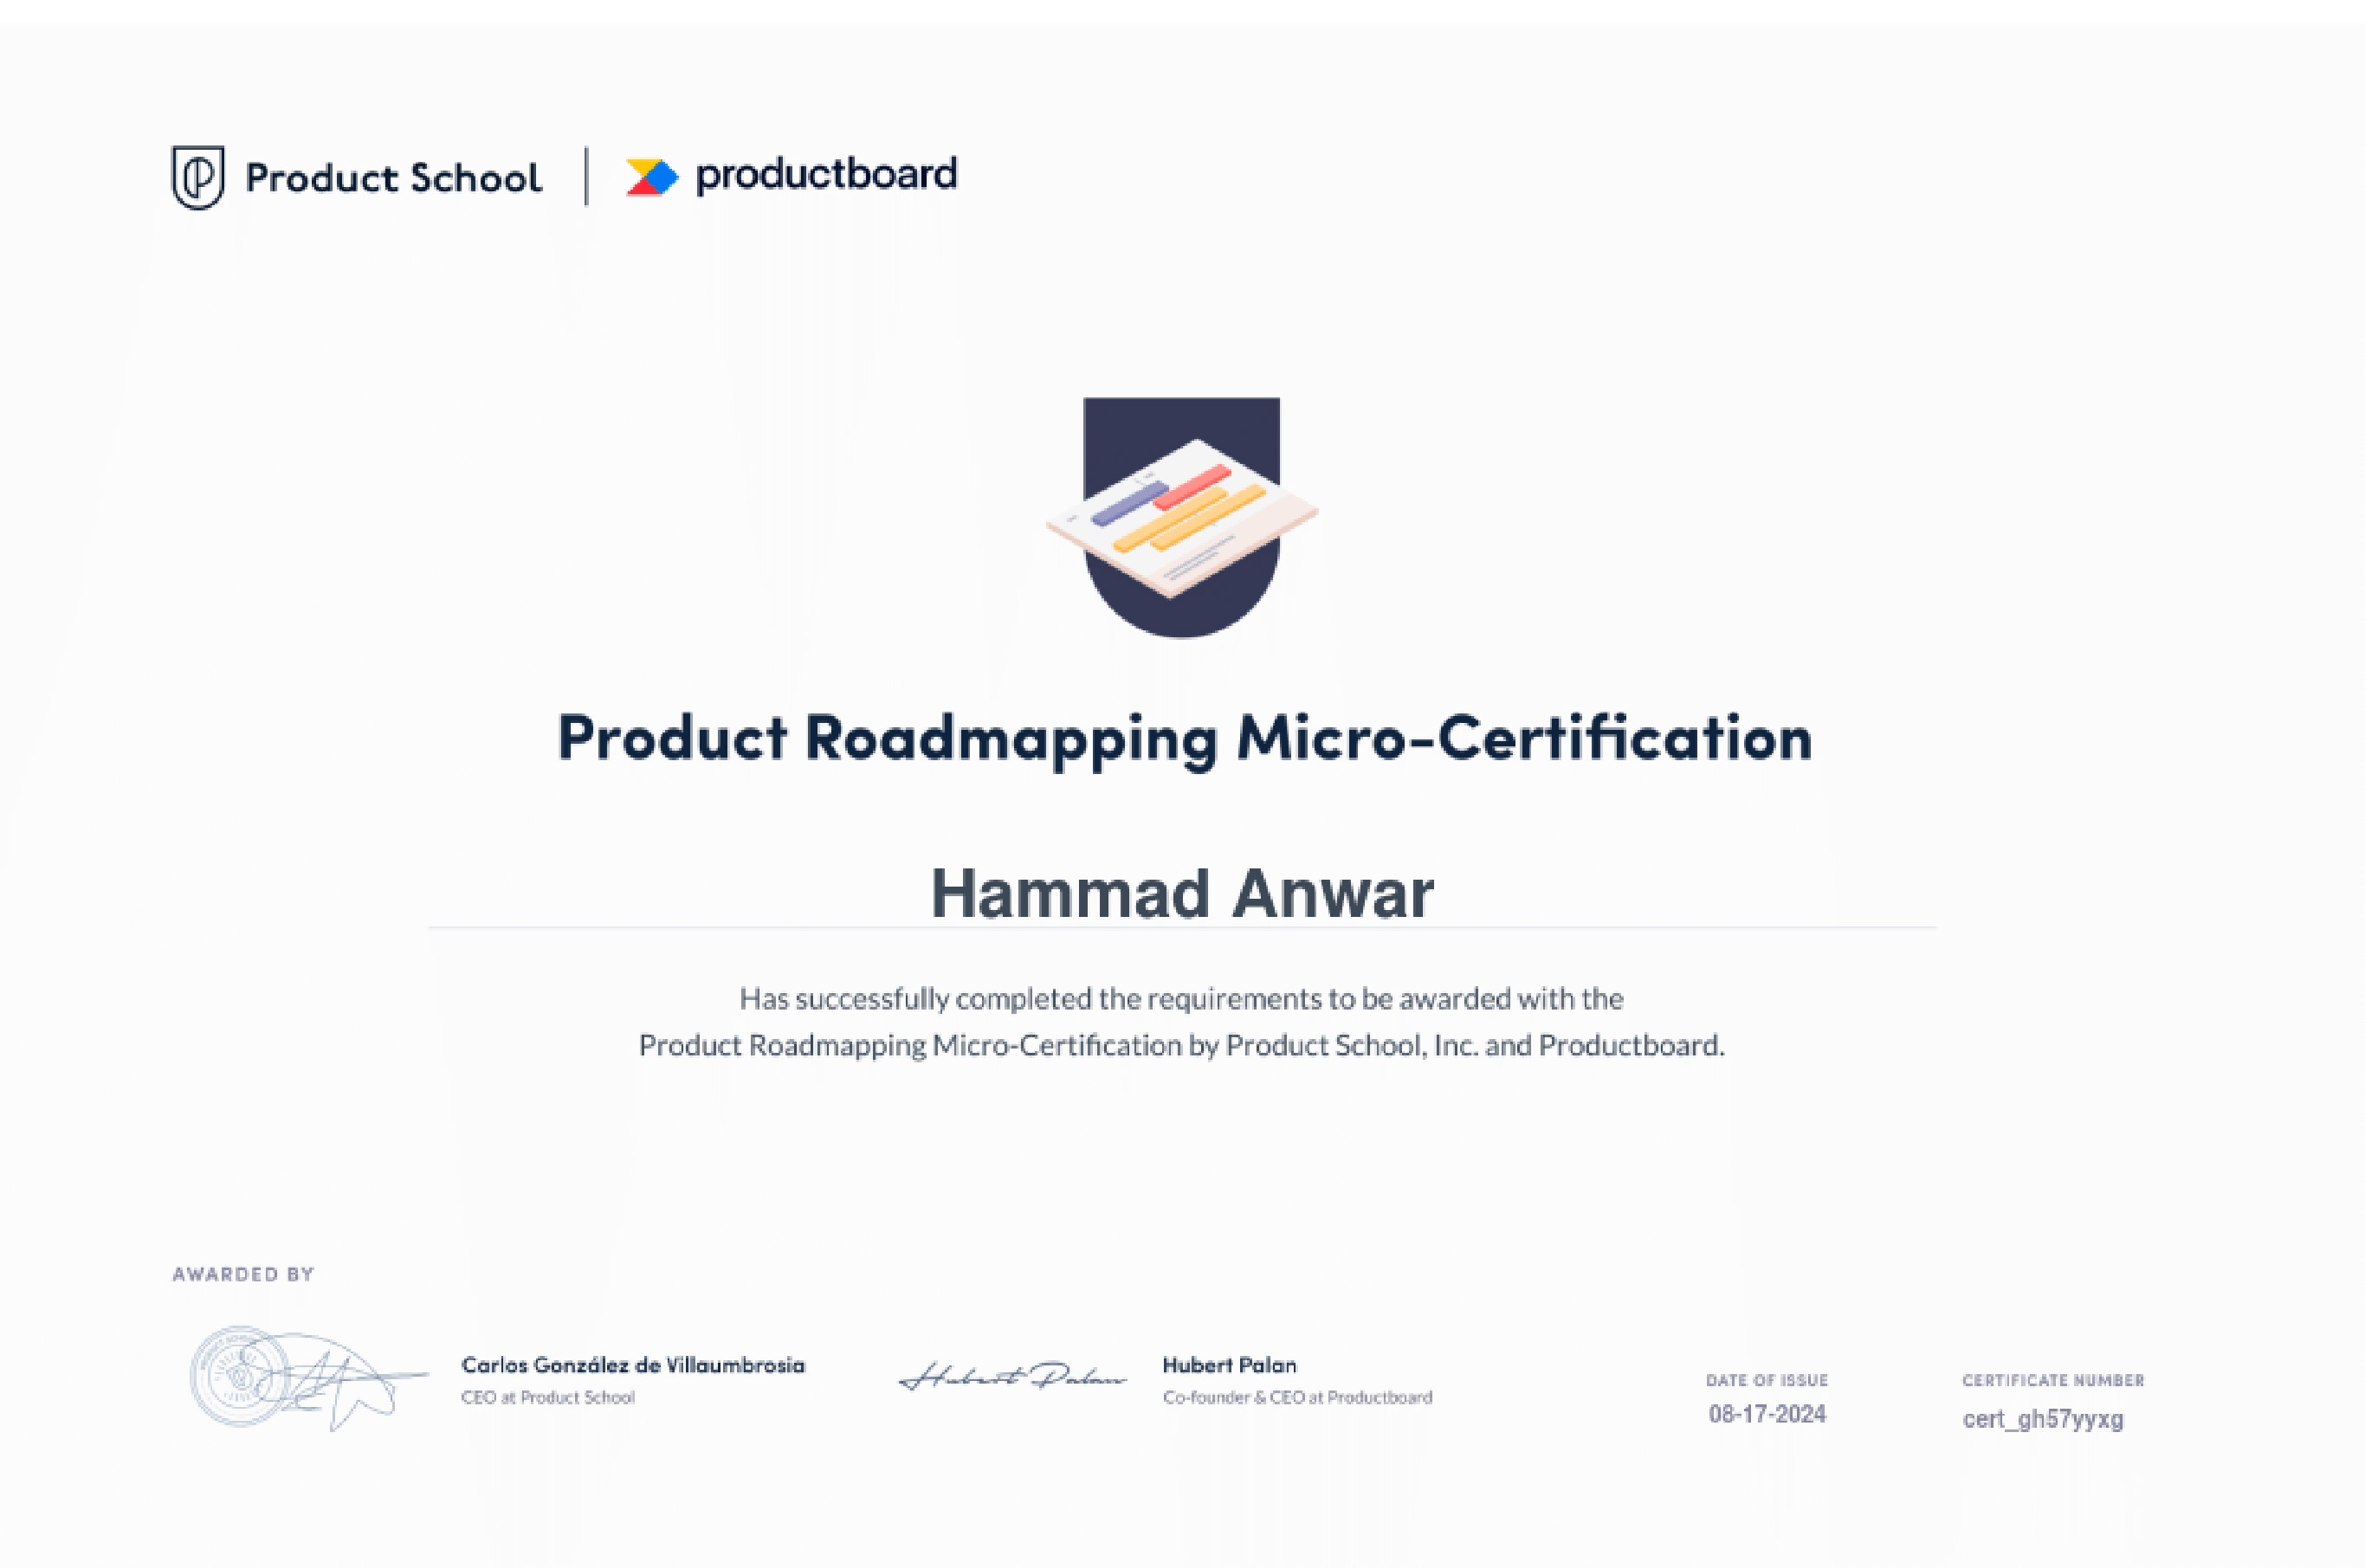 Product School | productboard
Product Roadmapping Micro-Certification
Hammad Anwar
Has successfully completed the requirements to be awarded with the
Product Roadmapping Micro-Certification by Product School, Inc. and Productboard.
AWARDED BY
Carlos González de Villaumbrosia
CEO at Product School
Hubert Palan
Hubert Palan
Co-founder & CEO at Productboard
DATE OF ISSUE
08-17-2024
CERTIFICATE NUMBER
cert_gh57yyxg